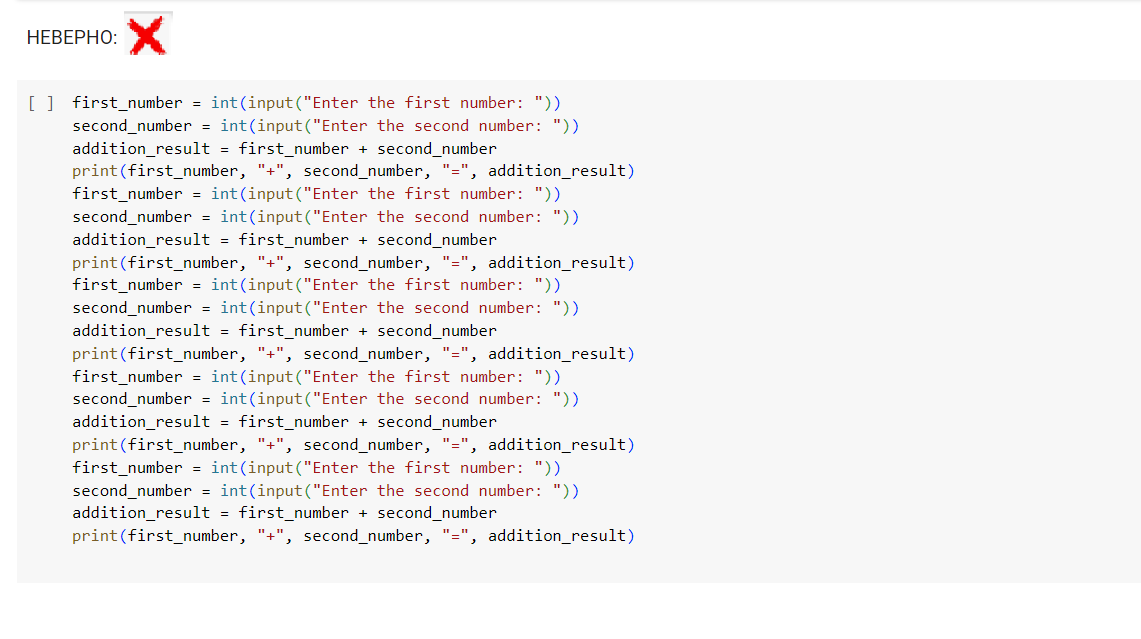 НЕВЕРНО:
[ ] first_number = int(input("Enter the first number: "))
second_number = int(input("Enter the second number: "))
addition_result = first_number + second_number
print(first_number, "+", second_number, "=", addition_result)
first_number = int(input("Enter the first number: "))
second_number = int(input("Enter the second number: "))
addition_result = first_number + second_number
print(first_number, "+", second_number, "=", addition_result)
first_number = int(input("Enter the first number: "))
second_number = int(input("Enter the second number: "))
addition_result = first_number + second_number
print(first_number, "+", second_number, "=", addition_result)
first_number = int(input("Enter the first number: "))
second_number = int(input("Enter the second number: "))
addition_result = first_number + second_number
print(first_number, "+", second_number, "=", addition_result)
first_number = int(input("Enter the first number: "))
second_number = int(input("Enter the second number: "))
addition_result = first_number + second_number
print(first_number, "+", second_number, "=", addition_result)